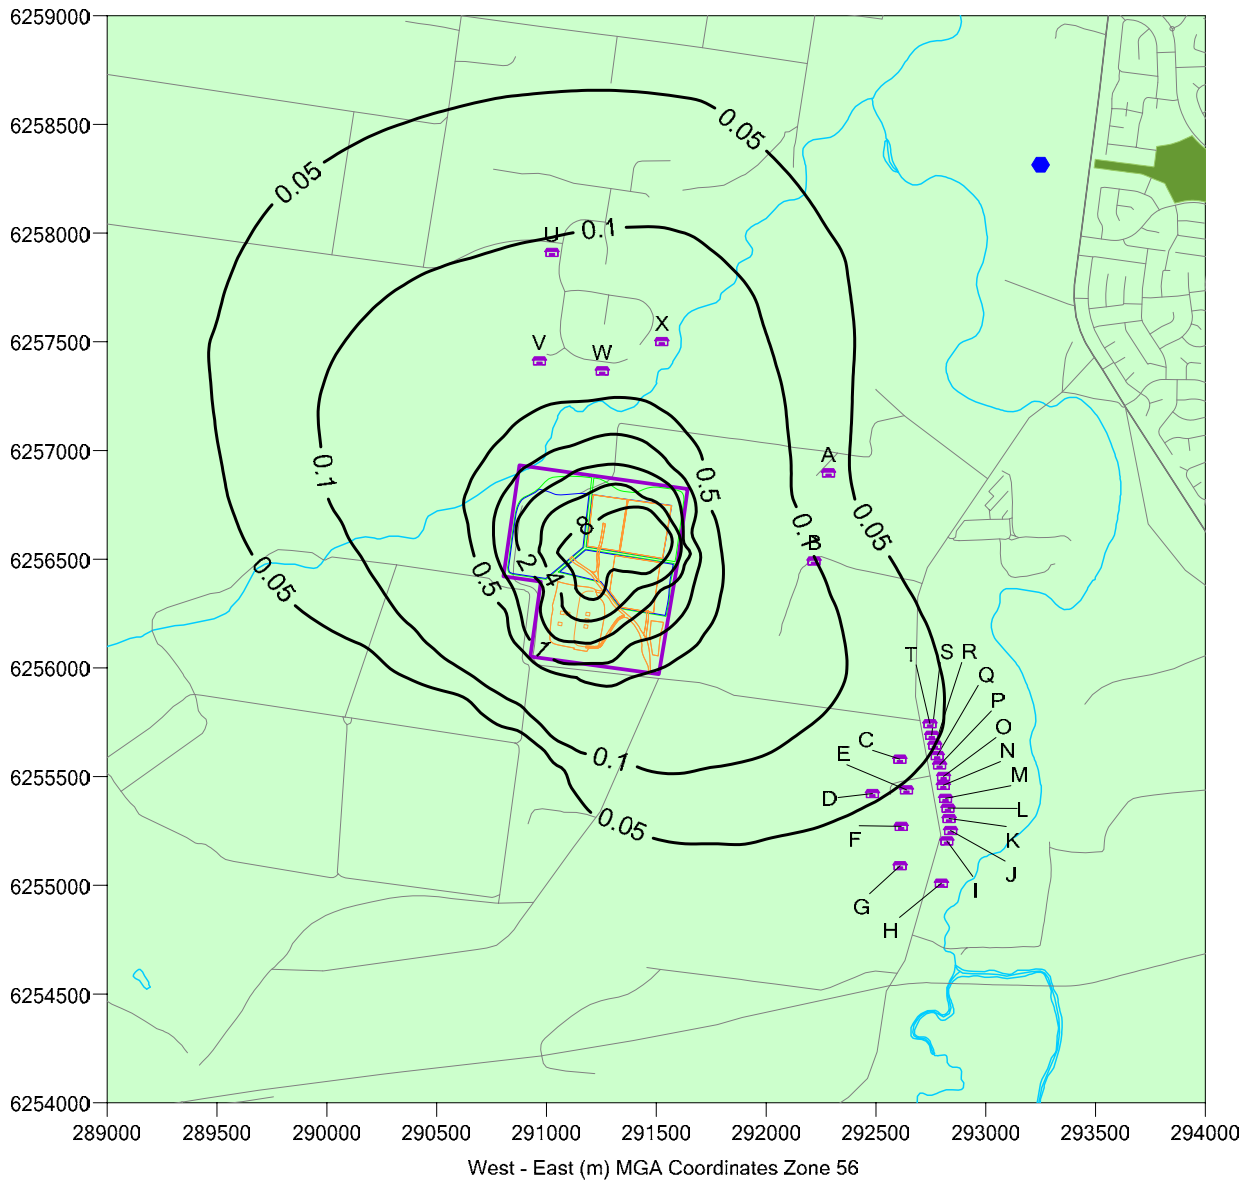 6259000
6258500
0.05
0.05
6258000
U
0.1
6257500
X
V
W
6257000
A
0.1
0.5
6256500
8
0.1
B
0.05
0.05
0.5
2
4
6256000
1
T
S
R
Q
P
O
N
M
L
K
J
I
C
E
D
F
G
H
6255500
0.1
0.05
6255000
6254500
6254000
289000 289500 290000 290500 291000 291500 292000 292500 293000 293500 294000
West - East (m) MGA Coordinates Zone 56